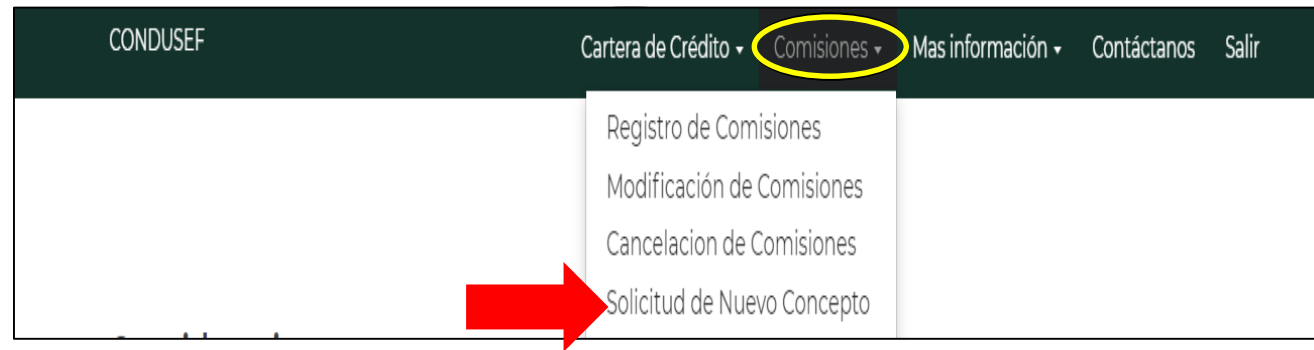 CONDUSEF
Cartera de Crédito Comisiones Mas información Contáctanos Salir
Registro de Comisiones
Modificación de Comisiones
Cancelacion de Comisiones
Solicitud de Nuevo Concepto